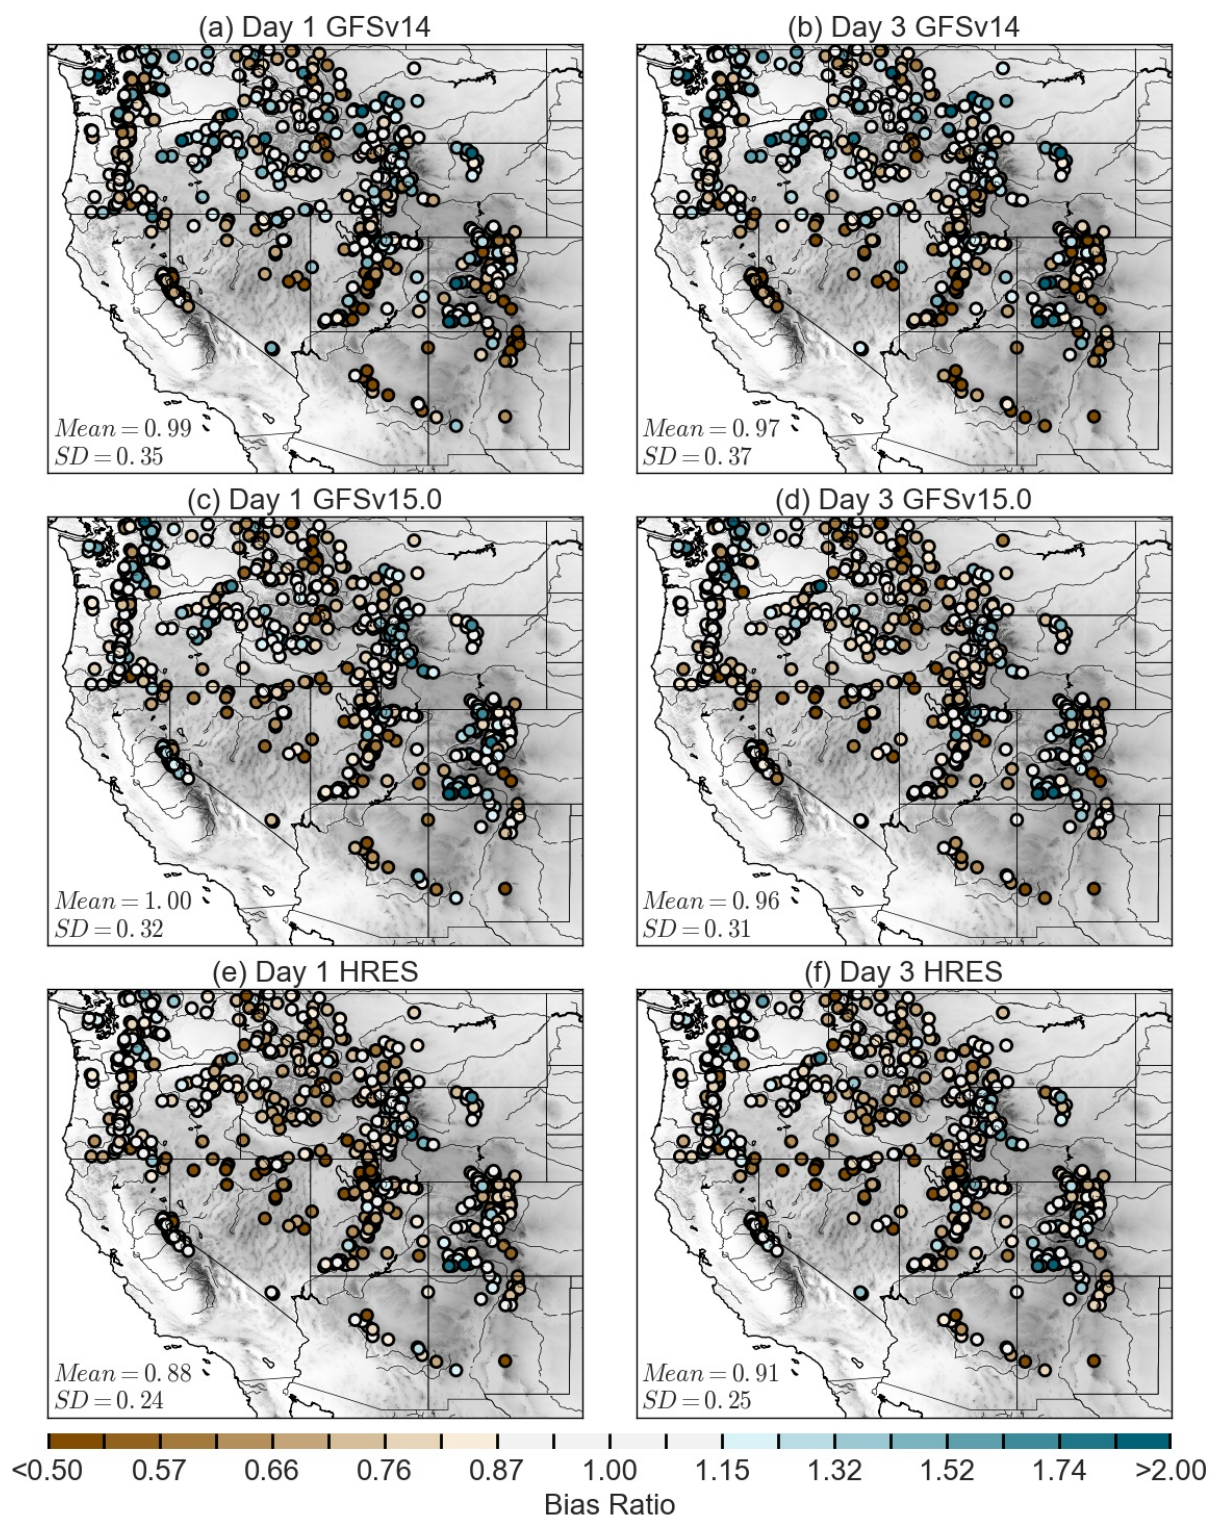 (a) Day 1 GFSv14
(b) Day 3 GFSv14
Mean = 0.99
SD = 0.35
Mean = 0.97
SD = 0.37
(c) Day 1 GFSv15.0
(d) Day 3 GFSv15.0
Mean = 1.00
SD = 0.32
Mean = 0.96
SD = 0.31
(e) Day 1 HRES
(f) Day 3 HRES
Mean = 0.88
SD = 0.24
Mean = 0.91
SD = 0.25
<0.50 0.57 0.66 0.76 0.87 1.00 1.15 1.32 1.52 1.74 >2.00
Bias Ratio